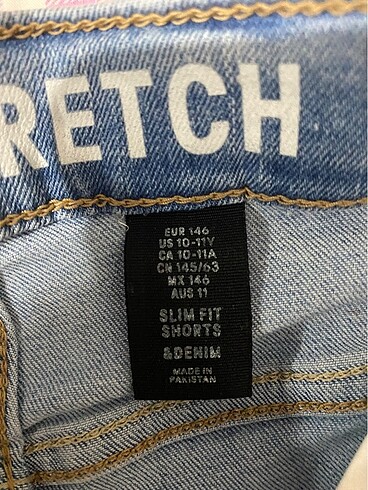 RETCH
EUR 146
US 10-11Y
CA 10-11A
CN 145/63
MX 146
AUS 11
SLIM FIT
SHORTS
&DENIM
MADE IN
PAKISTAN